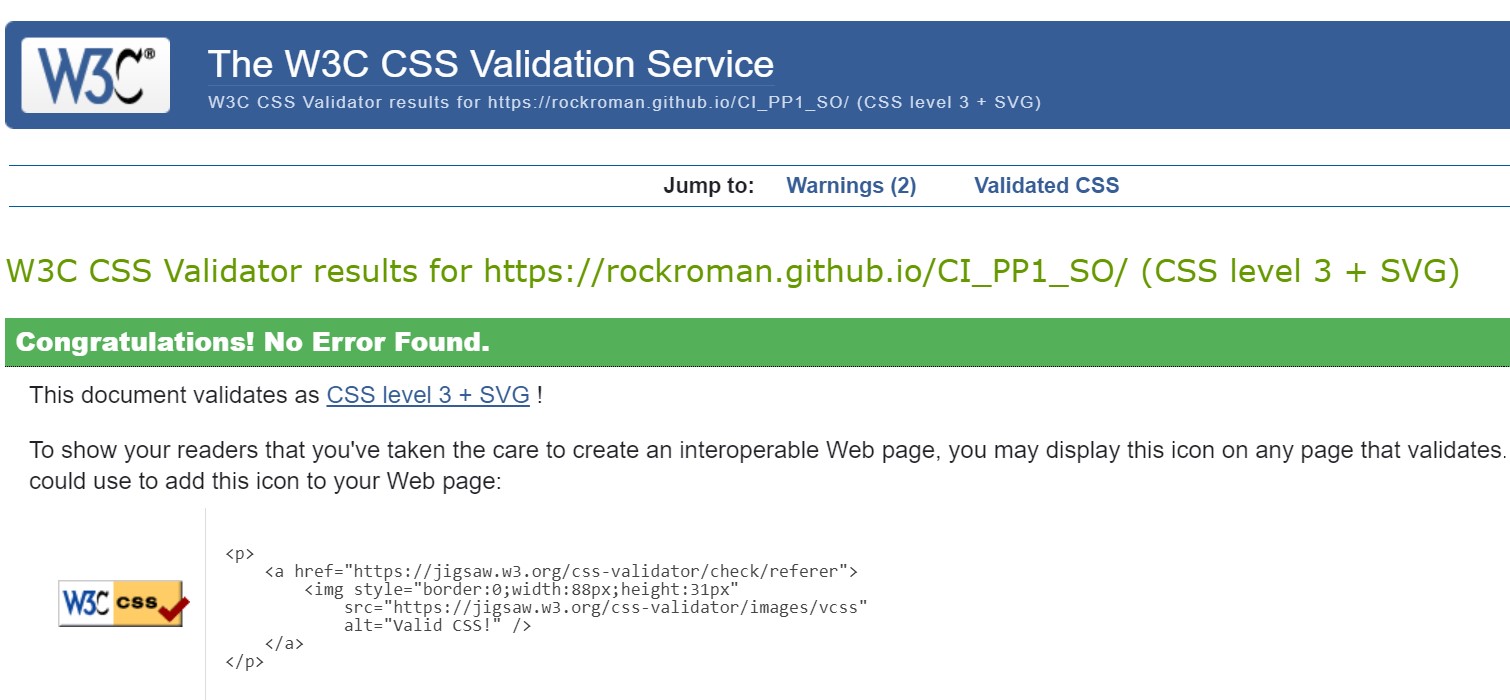 W3C®
The W3C CSS Validation Service
W3C CSS Validator results for https://rockroman.github.io/CI_PP1_SO/ (CSS level 3 + SVG)
Jump to: Warnings (2) Validated CSS
W3C CSS Validator results for https://rockroman.github.io/CI_PP1_SO/ (CSS level 3 + SVG)
Congratulations! No Error Found.
This document validates as CSS level 3 + SVG !
To show your readers that you've taken the care to create an interoperable Web page, you may display this icon on any page that validates.
could use to add this icon to your Web page:
W3C css
<p>
<a href="https://jigsaw.w3.org/css-validator/check/referer">
<img style="border:0;width:88px;height:31px"
src="https://jigsaw.w3.org/css-validator/images/vcss"
alt="Valid CSS!" />
</a>
</p>